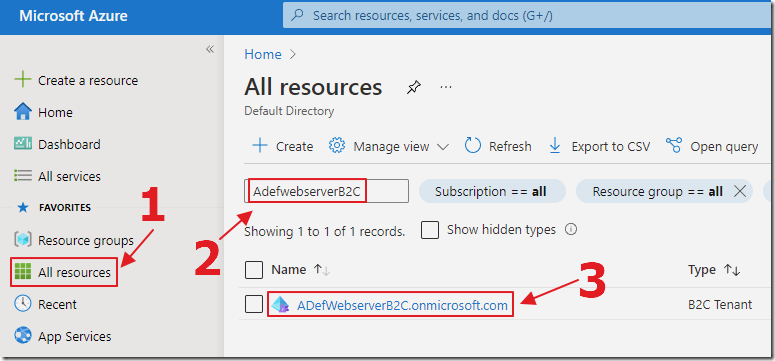 Microsoft Azure
Search resources, services, and docs (G+/)
«
Create a resource
Home
Dashboard
All services
FAVORITES
Resource groups
All resources
Recent
App Services
1
Home >
All resources
...
Default Directory
+ Create
Manage view
Refresh
Export to CSV
Open query
AdefwebserverB2C
Subscription == all
Resource group == all ×
2
Showing 1 to 1 of 1 records.
Show hidden types
Name ↑↓
Type ↑↓
3
ADefWebserverB2C.onmicrosoft.com
B2C Tenant